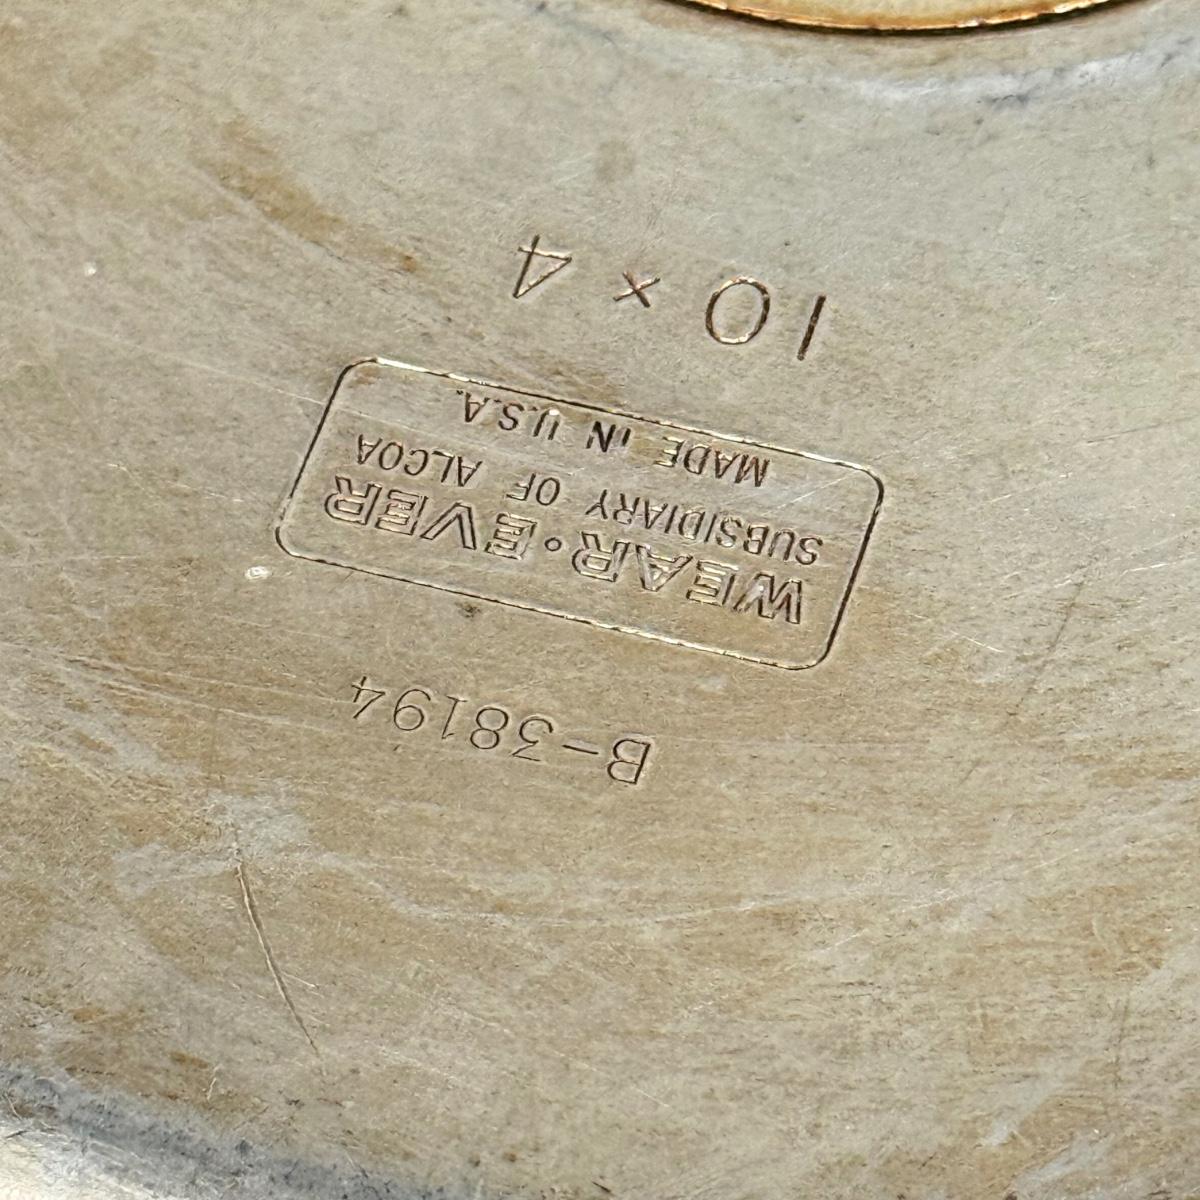 B-38194
WEAR·EVER
SUBSIDIARY OF ALCOA
MADE IN U.S.A.
10 x 4